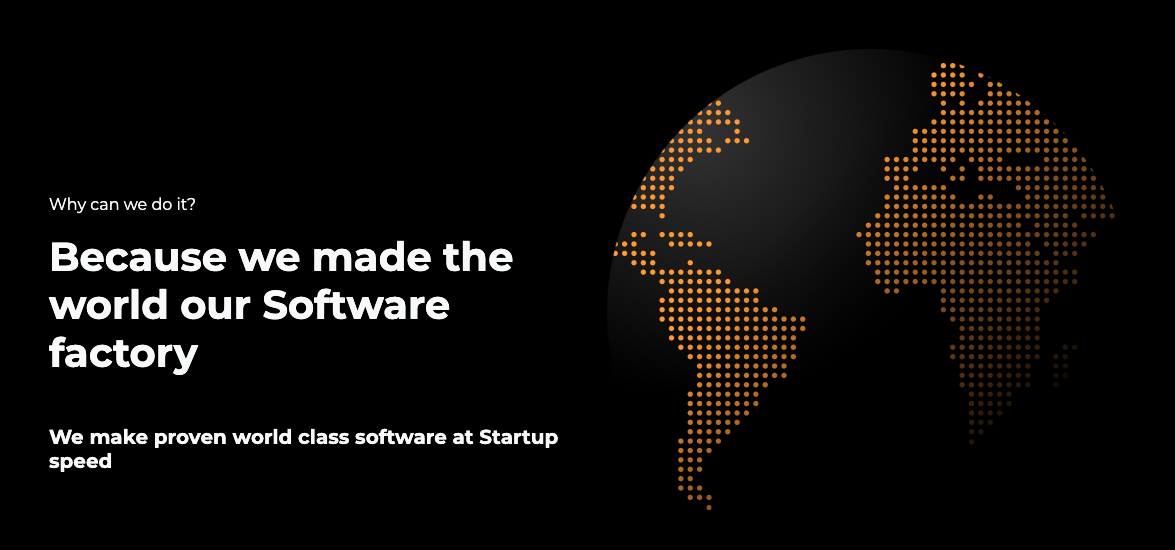 Why can we do it?
Because we made the
world our Software
factory
We make proven world class software at Startup
speed